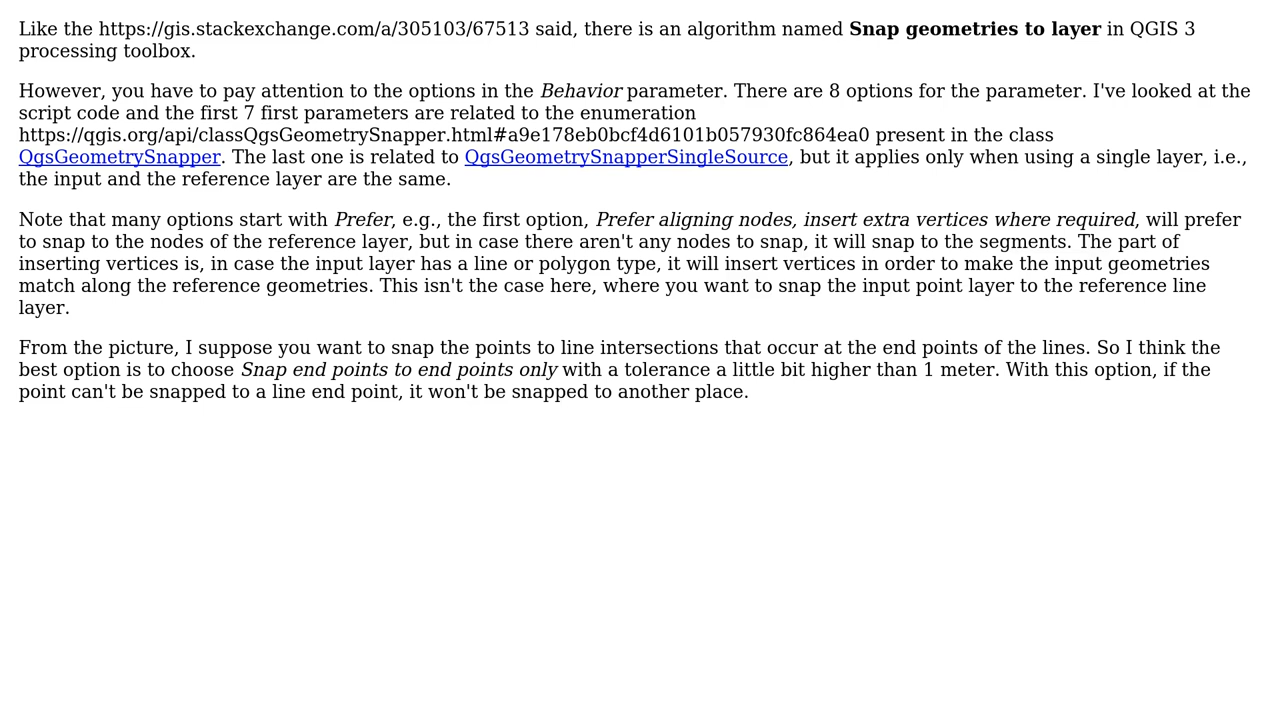 Like the https://gis.stackexchange.com/a/305103/67513 said, there is an algorithm named Snap geometries to layer in QGIS 3
processing toolbox.
However, you have to pay attention to the options in the Behavior parameter. There are 8 options for the parameter. I've looked at the
script code and the first 7 first parameters are related to the enumeration
https://qgis.org/api/classQgsGeometrySnapper.html#a9e178eb0bcf4d6101b057930fc864ea0 present in the class
QgsGeometrySnapper. The last one is related to QgsGeometrySnapperSingleSource, but it applies only when using a single layer, i.e.,
the input and the reference layer are the same.
Note that many options start with Prefer, e.g., the first option, Prefer aligning nodes, insert extra vertices where required, will prefer
to snap to the nodes of the reference layer, but in case there aren't any nodes to snap, it will snap to the segments. The part of
inserting vertices is, in case the input layer has a line or polygon type, it will insert vertices in order to make the input geometries
match along the reference geometries. This isn't the case here, where you want to snap the input point layer to the reference line
layer.
From the picture, I suppose you want to snap the points to line intersections that occur at the end points of the lines. So I think the
best option is to choose Snap end points to end points only with a tolerance a little bit higher than 1 meter. With this option, if the
point can't be snapped to a line end point, it won't be snapped to another place.